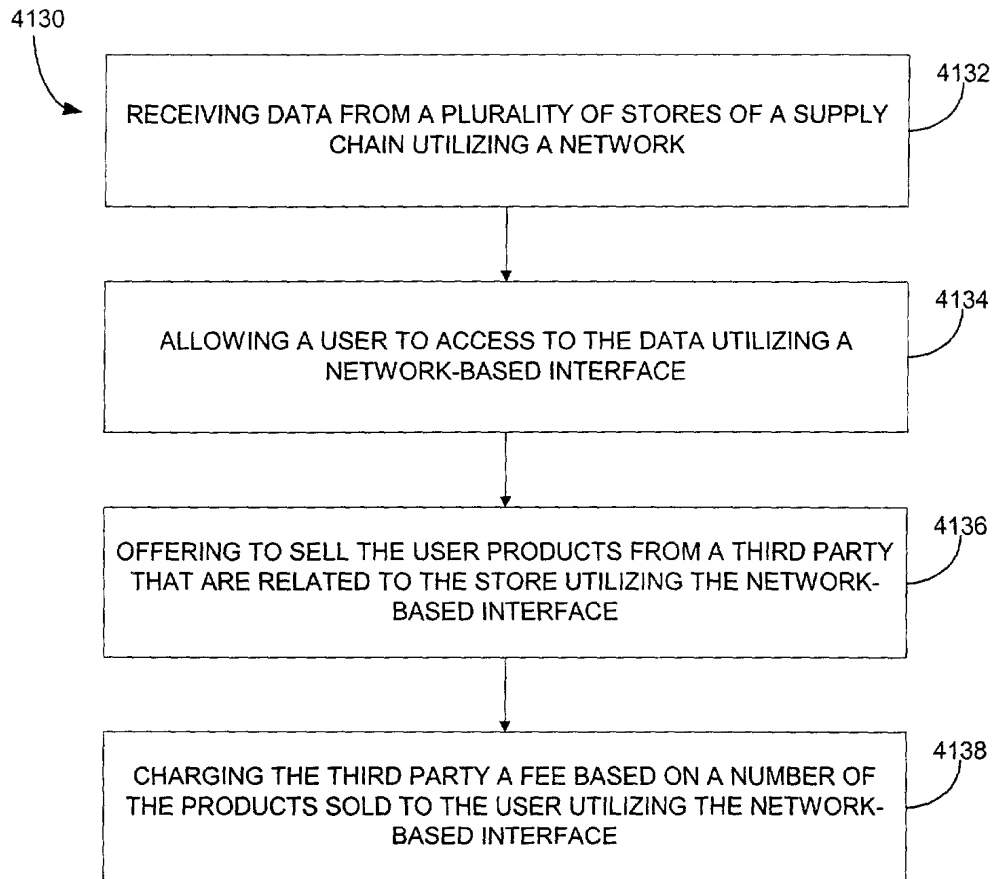 4130
4132
RECEIVING DATA FROM A PLURALITY OF STORES OF A SUPPLY
CHAIN UTILIZING A NETWORK
4134
ALLOWING A USER TO ACCESS TO THE DATA UTILIZING A
NETWORK-BASED INTERFACE
4136
OFFERING TO SELL THE USER PRODUCTS FROM A THIRD PARTY
THAT ARE RELATED TO THE STORE UTILIZING THE NETWORK-
BASED INTERFACE
4138
CHARGING THE THIRD PARTY A FEE BASED ON A NUMBER OF
THE PRODUCTS SOLD TO THE USER UTILIZING THE NETWORK-
BASED INTERFACE